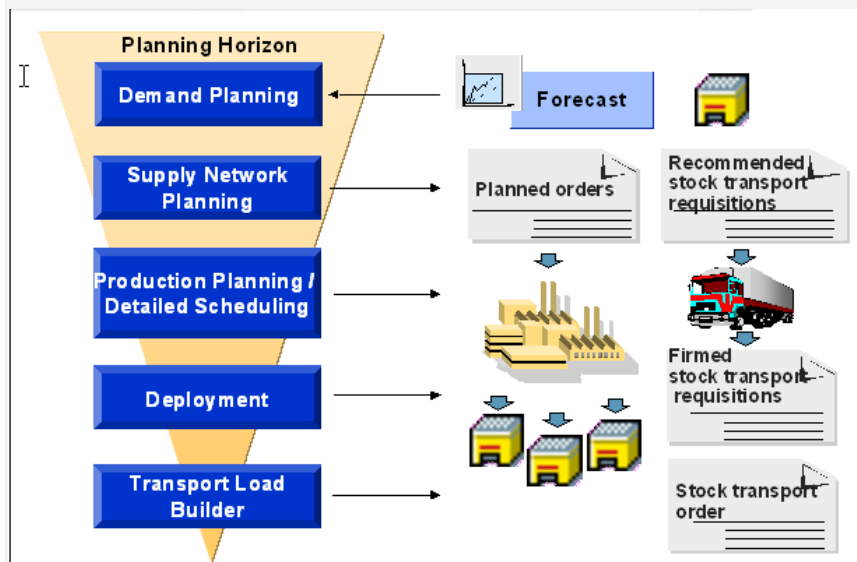 Planning Horizon
Demand Planning
Forecast
Supply Network
Planning
Planned orders
Recommended
stock transport
requisitions
Production Planning /
Detailed Scheduling
Firmed
stock transport
requisitions
Deployment
Transport Load
Builder
Stock transport
order